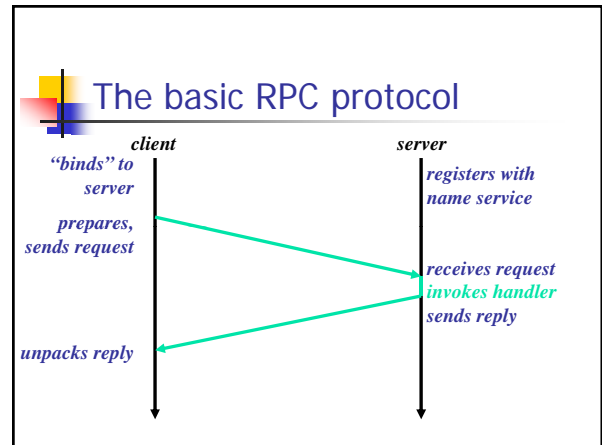 The basic RPC protocol
client
server
“binds” to
server
registers with
name service
prepares,
sends request
receives request
invokes handler
sends reply
unpacks reply